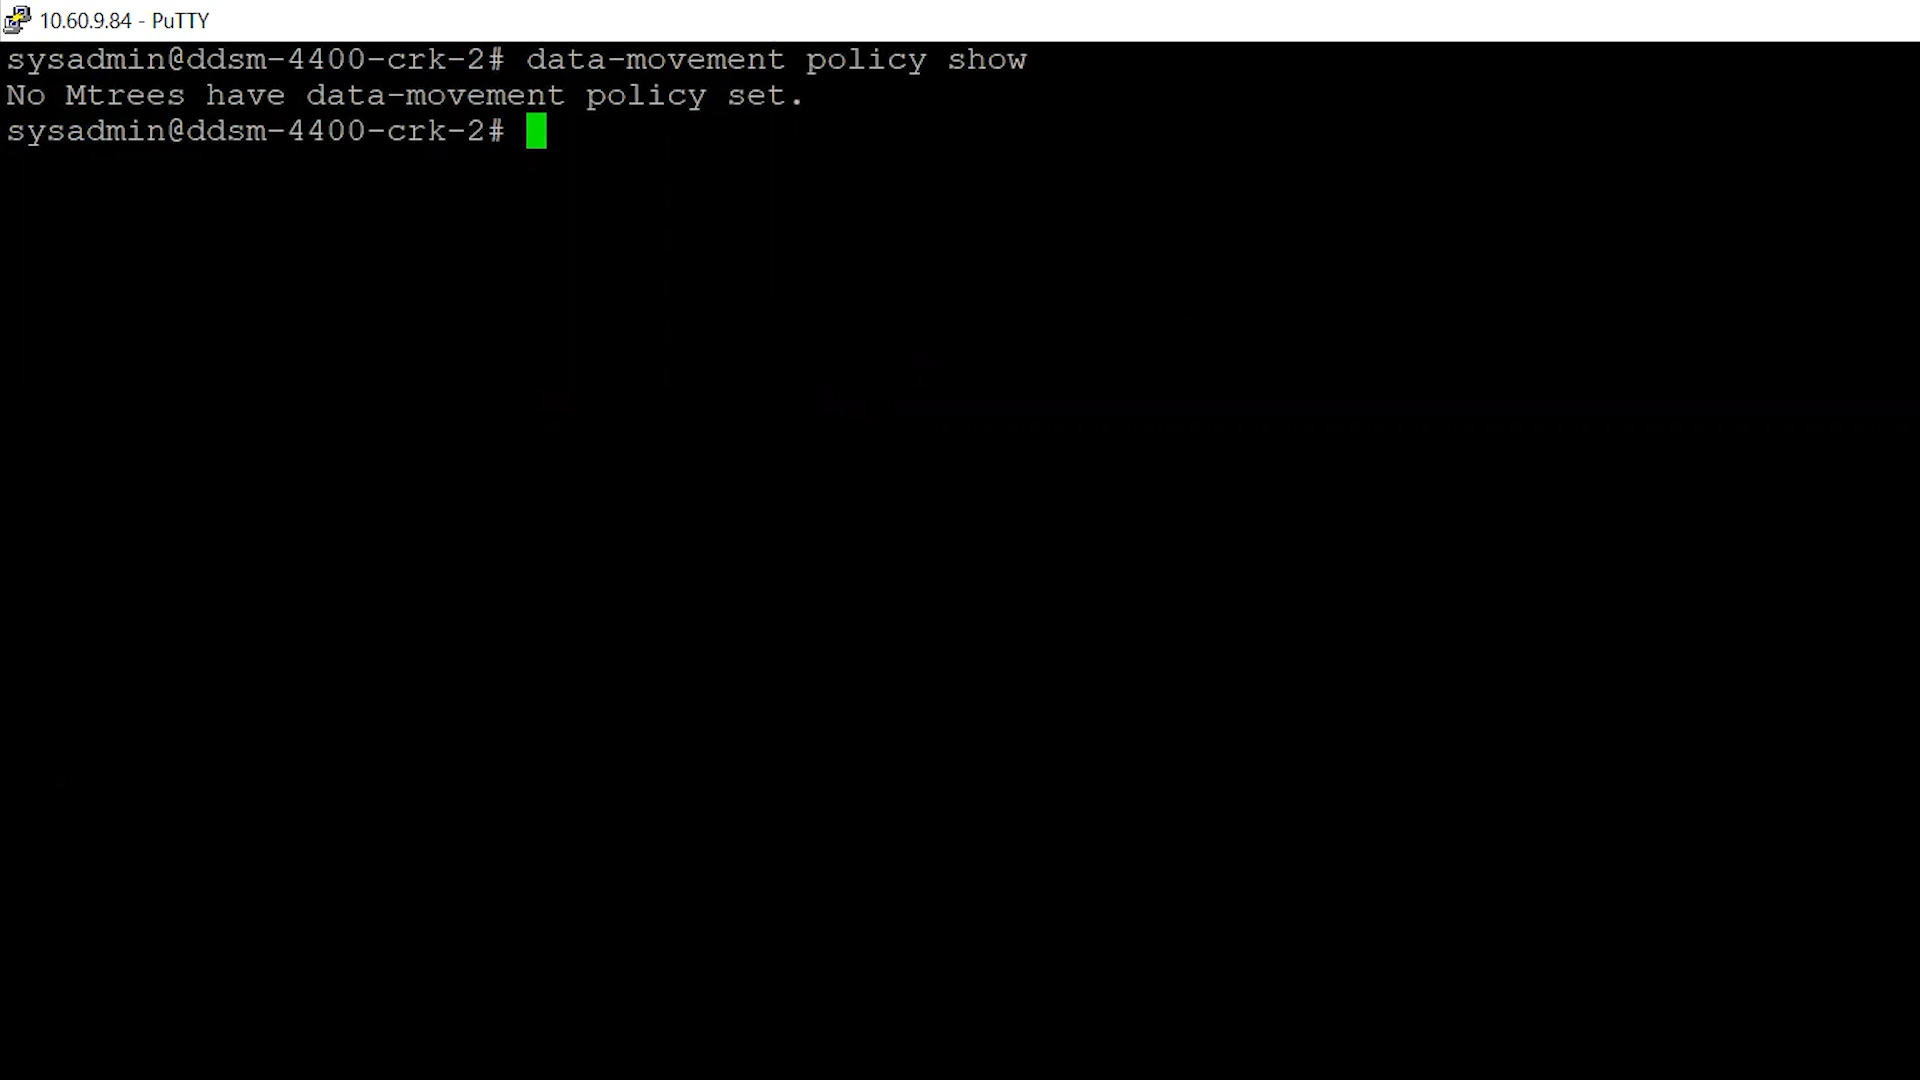 10.60.9.84 - PuTTY
sysadmin@ddsm-4400-crk-2# data-movement policy show
No Mtrees have data-movement policy set.
sysadmin@ddsm-4400-crk-2#